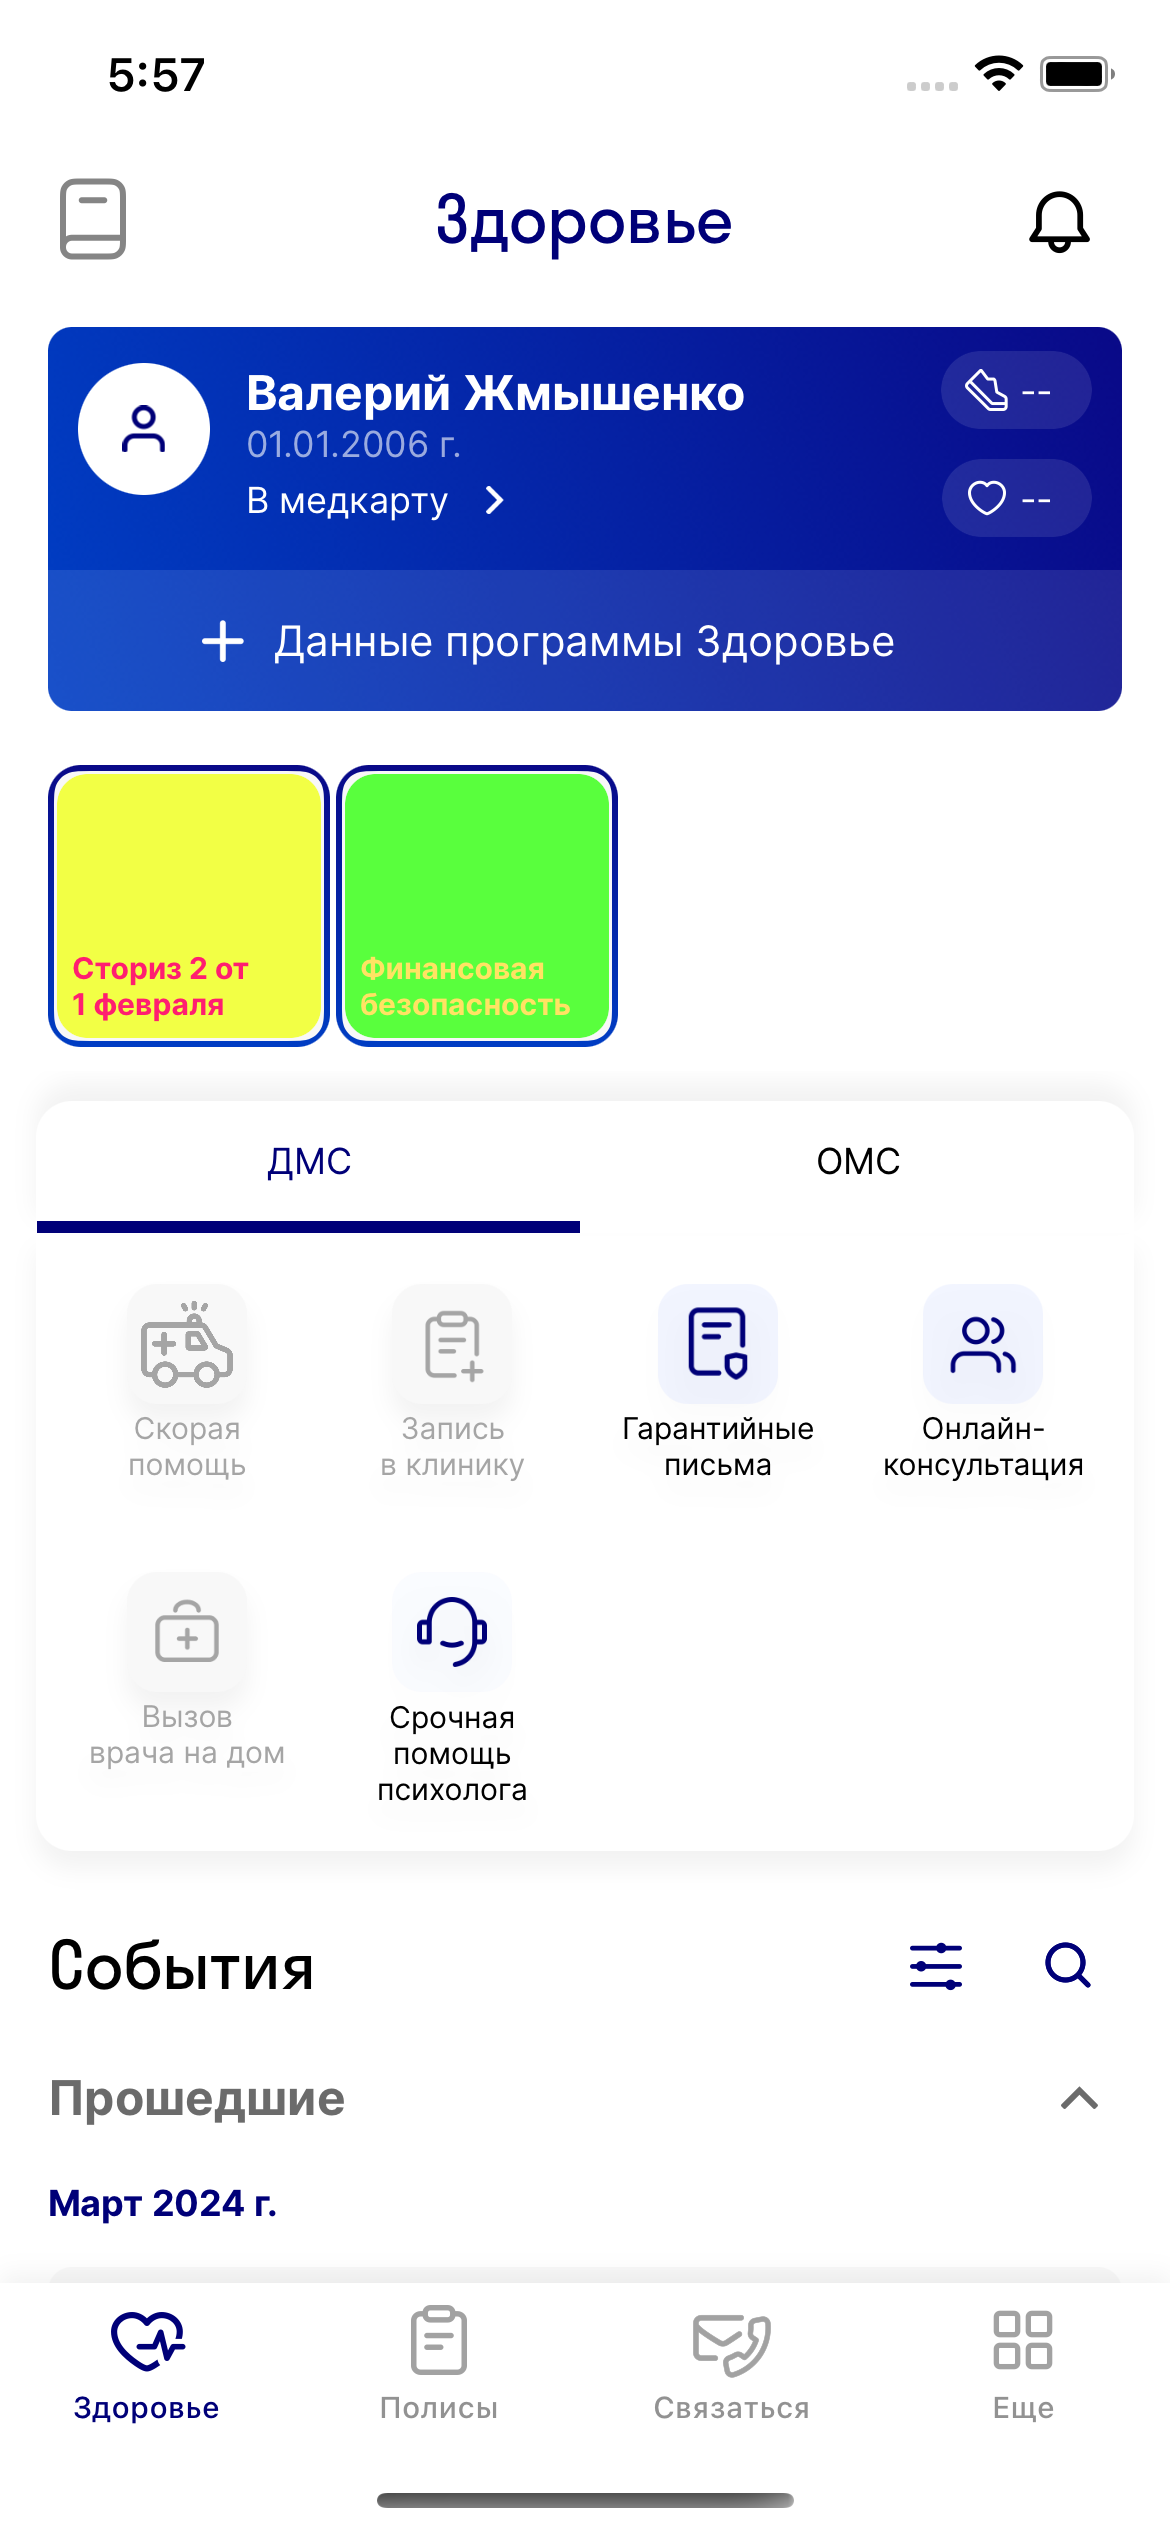 5:57
Здоровье
Валерий Жмышенко
01.01.2006 г.
В медкарту
--
--
Данные программы Здоровье
Сториз 2 от
1 февраля
Финансовая
безопасность
ДМС
ОМС
Скорая
помощь
Запись
в клинику
Гарантийные
письма
Онлайн-
консультация
Вызов
врача на дом
Срочная
помощь
психолога
События
Прошедшие
Март 2024 г.
Здоровье
Полисы
Связаться
Еще